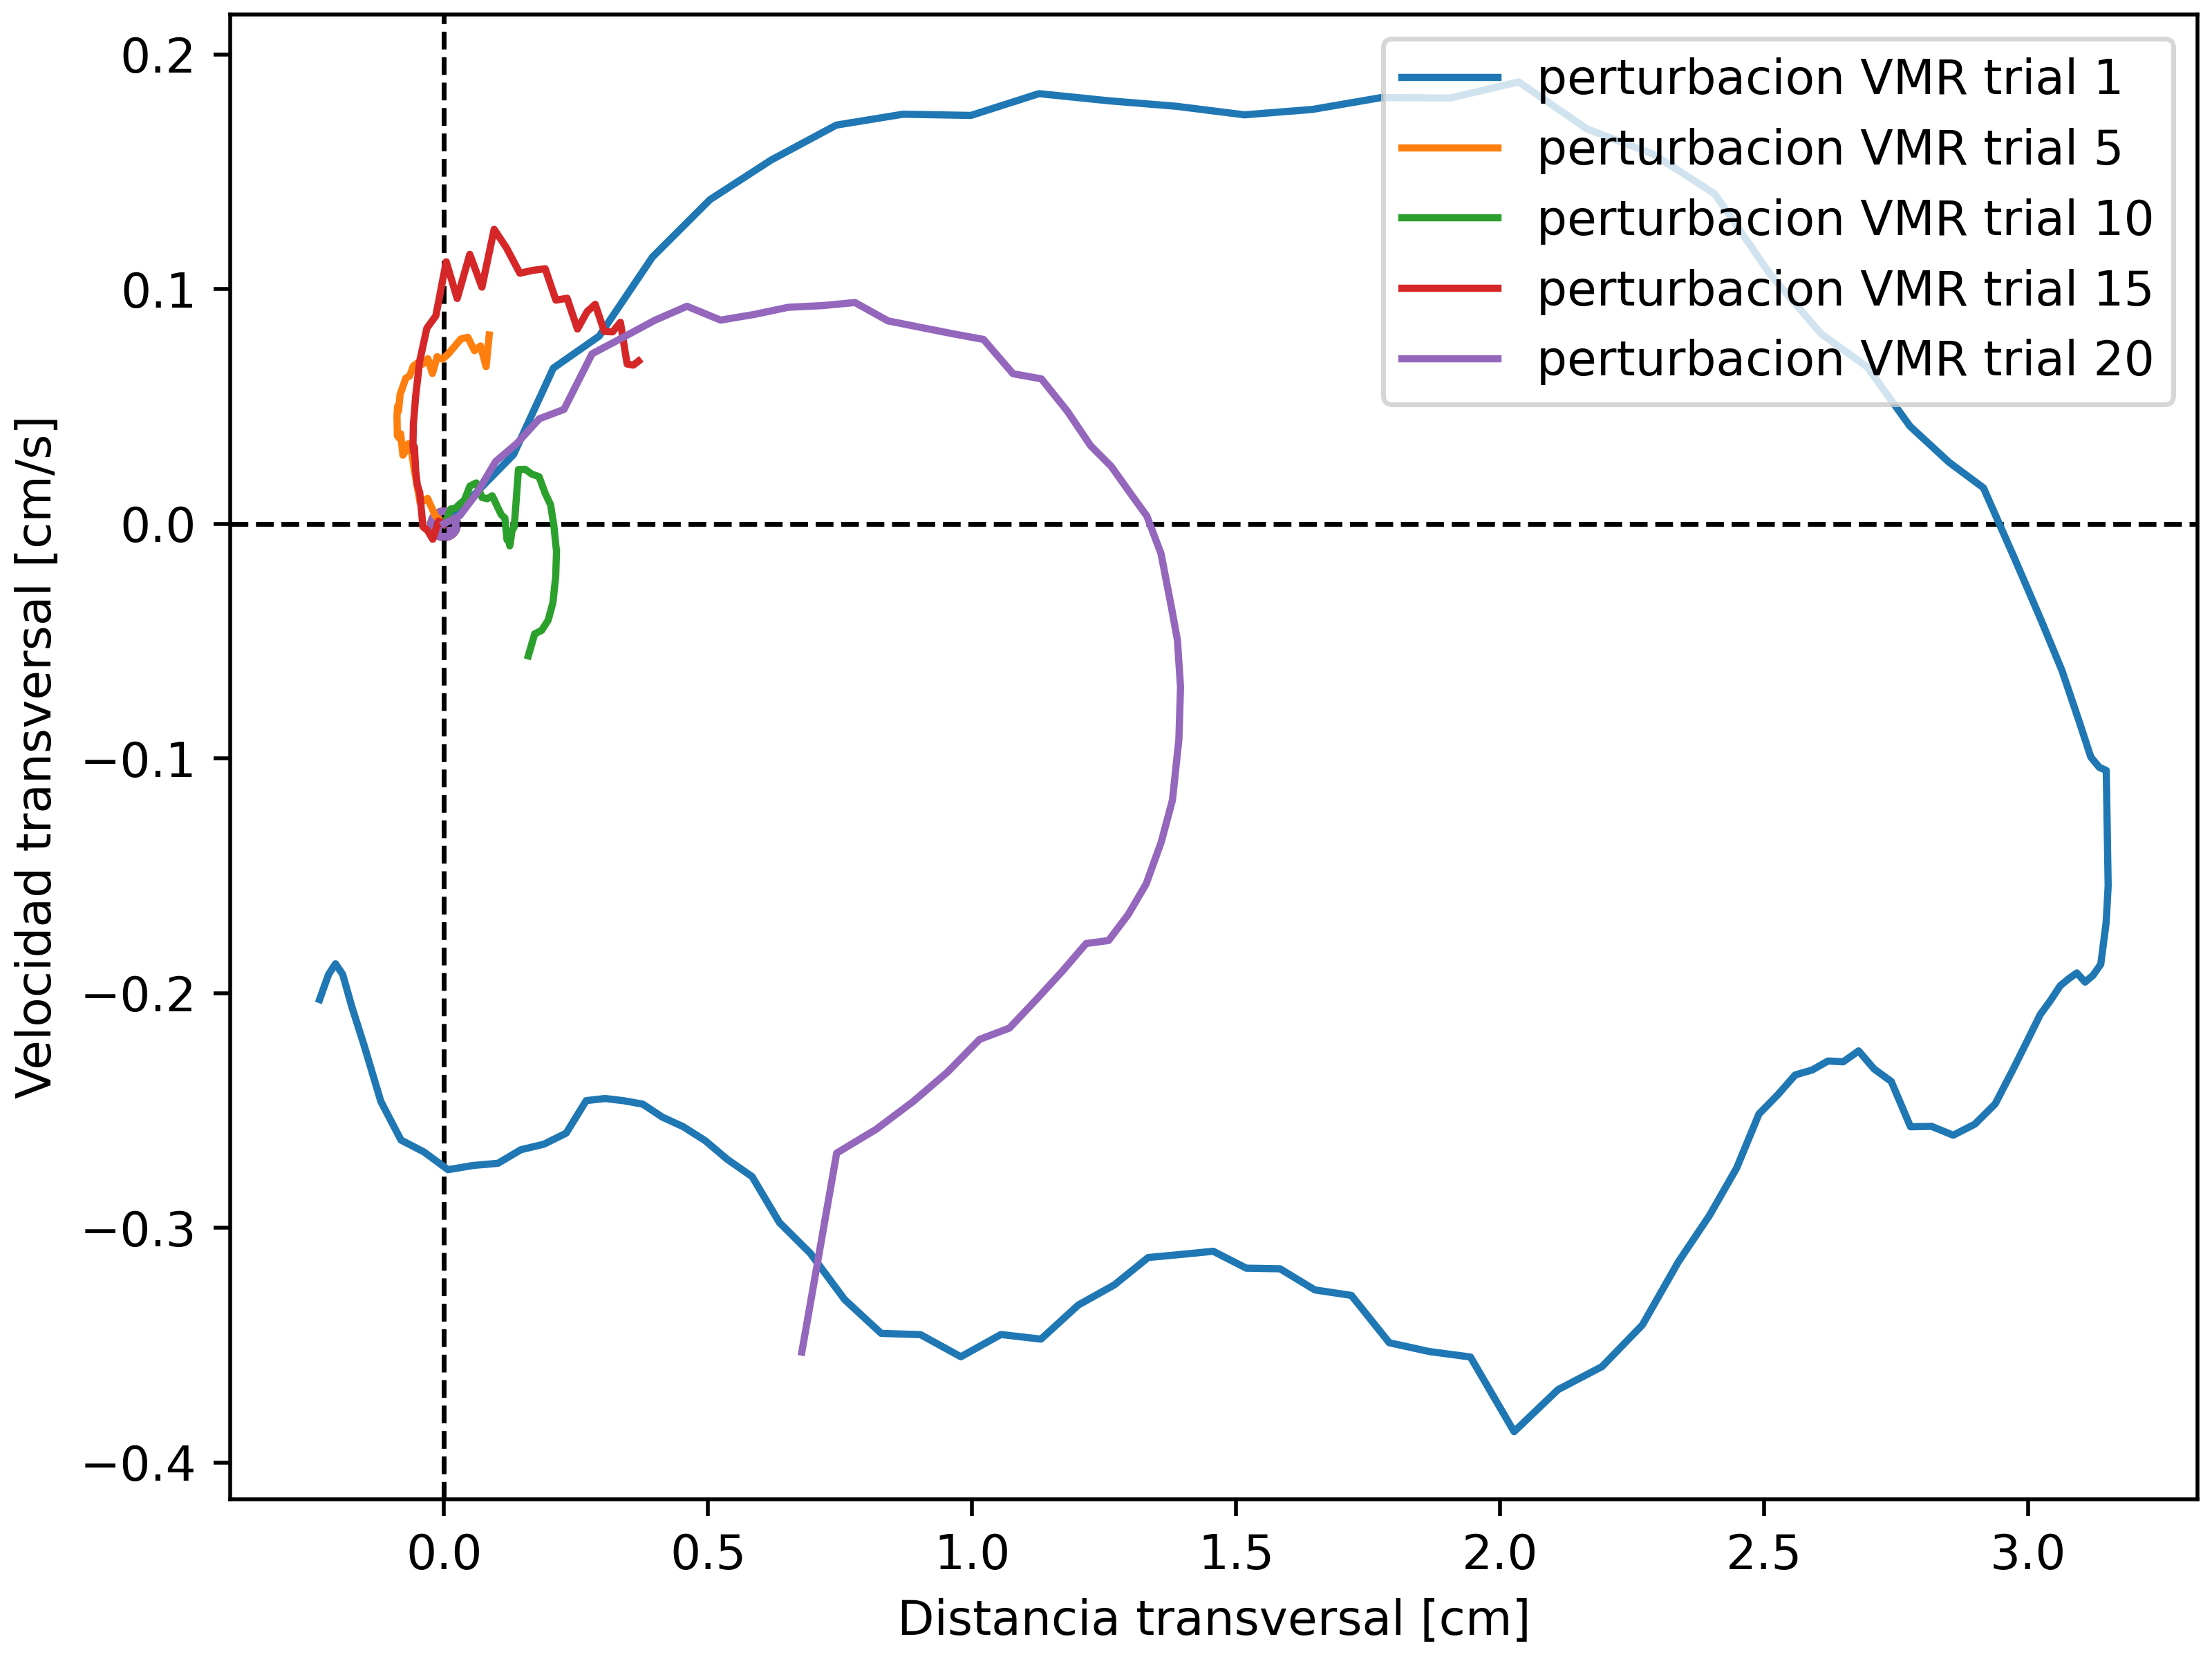 perturbacion VMR trial 1
perturbacion VMR trial 5
perturbacion VMR trial 10
perturbacion VMR trial 15
perturbacion VMR trial 20
Velocidad transversal [cm/s]
0.2
0.1
0.0
−0.1
−0.2
−0.3
−0.4
0.0 0.5 1.0 1.5 2.0 2.5 3.0
Distancia transversal [cm]